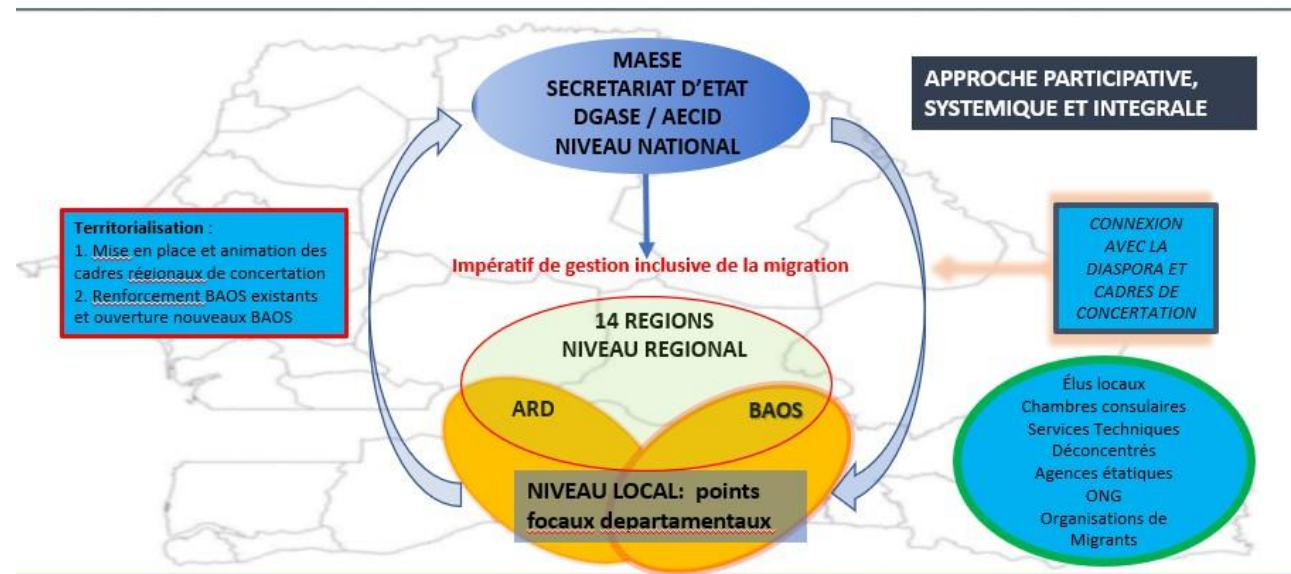 MAESE
SECRETARIAT D’ETAT
DGASE / AECID
NIVEAU NATIONAL
APPROCHE PARTICIPATIVE,
SYSTEMIQUE ET INTEGRALE
Territorialisation :
1. Mise en place et animation des
cadres régionaux de concertation
2. Renforcement BAOS existants
et ouverture nouveaux BAOS
Impératif de gestion inclusive de la migration
CONNEXION
AVEC LA
DIASPORA ET
CADRES DE
CONCERTATION
14 REGIONS
NIVEAU REGIONAL
ARD
BAOS
NIVEAU LOCAL: points
focaux departamentaux
Élus locaux
Chambres consulaires
Services Techniques
Déconcentrés
Agences étatiques
ONG
Organisations de
Migrants